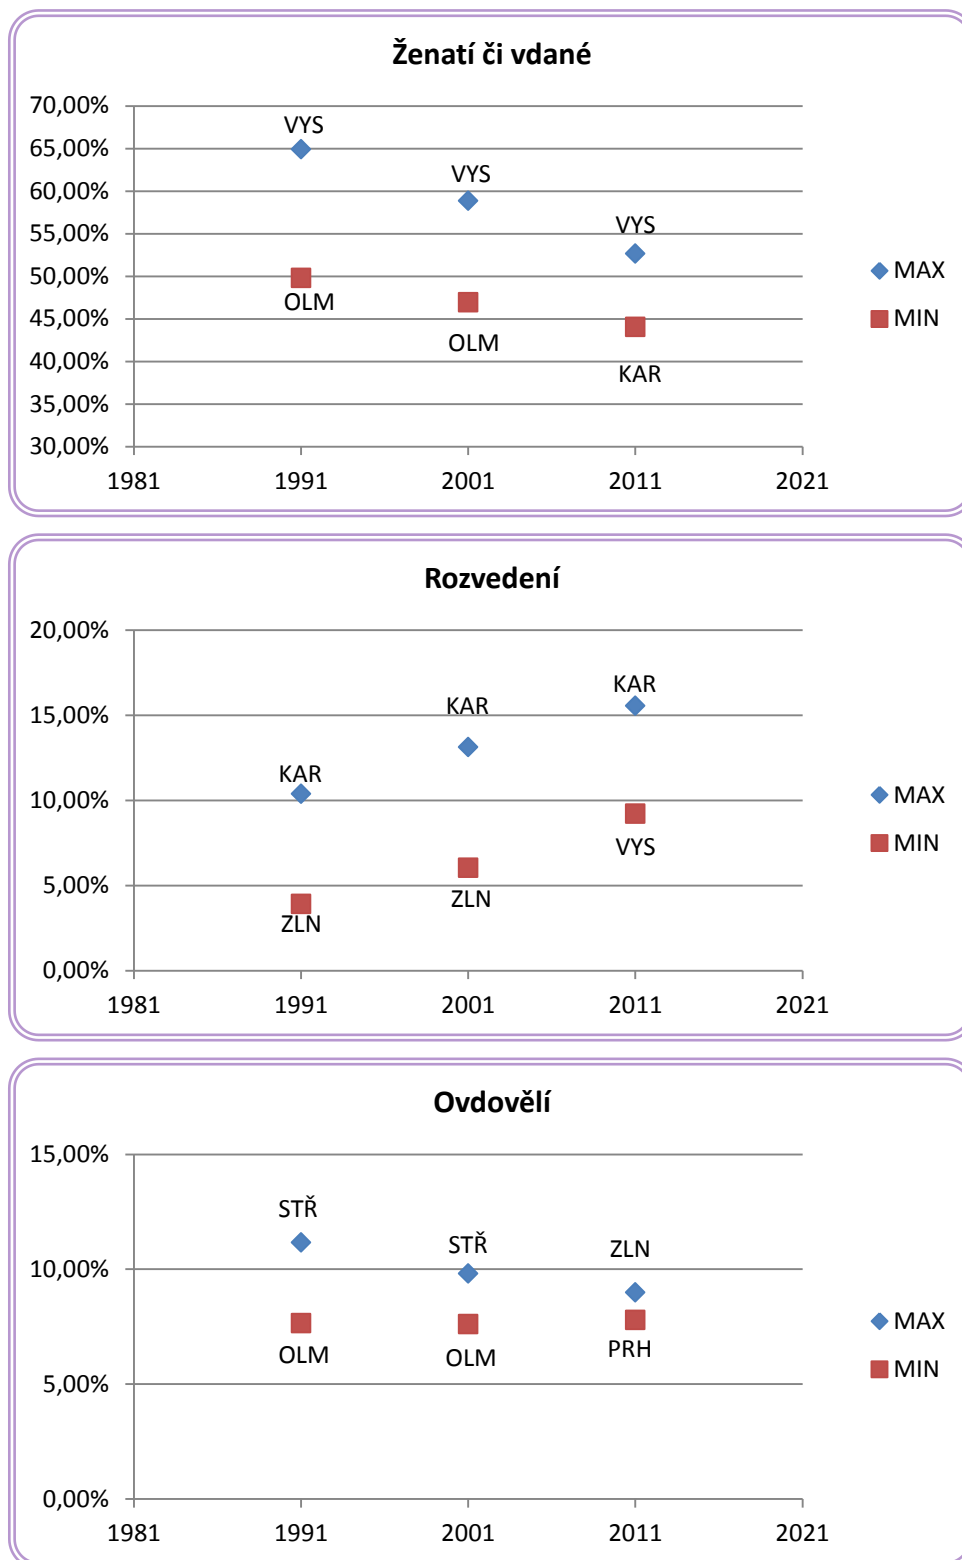 Ženatí či vdané
70,00%
VYS
65,00%
VYS
60,00%
VYS
55,00%
50,00%
MAX
OLM
45,00%
MIN
OLM
40,00%
KAR
35,00%
30,00%
1981 1991 2001 2011 2021
Rozvedení
20,00%
KAR
KAR
15,00%
KAR
10,00%
MAX
VYS
MIN
5,00%
ZLN
ZLN
0,00%
1981 1991 2001 2011 2021
Ovdovělí
15,00%
STŘ
STŘ
ZLN
10,00%
MAX
OLM
OLM
PRH
MIN
5,00%
0,00%
1981 1991 2001 2011 2021